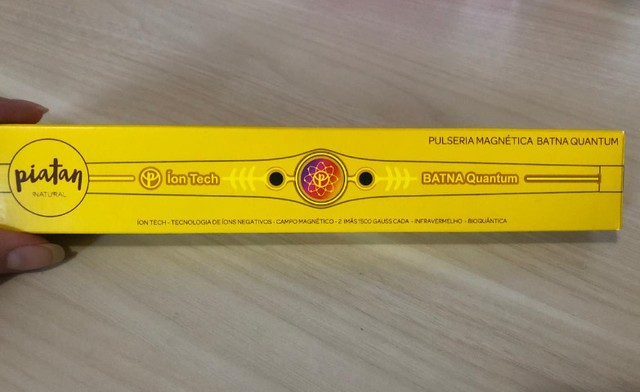 PULSERIA MAGNÉTICA BATNA QUANTUM
piatan
NATURAL
Íon Tech
BATNA Quantum
ÍON TECH - TECNOLOGIA DE ÍONS NEGATIVOS - CAMPO MAGNÉTICO - 2 IMÃS 1500 GAUSS CADA - INFRAVERMELHO - BIOQUÂNTICA